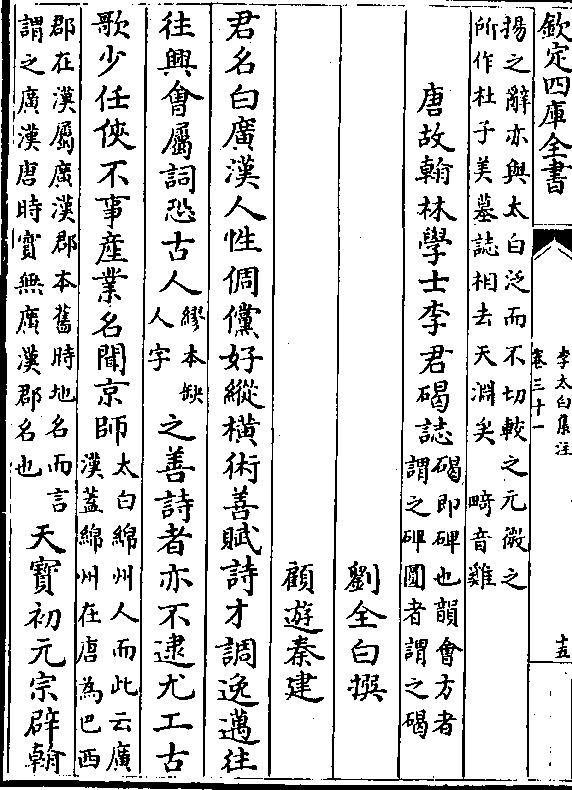 欽定四庫全書
李太白集注
卷三十一
十五
揚之辭亦與太白泛而不切較之元微之
所作杜子美墓誌相去天淵矣 畸音雞
唐故翰林學士李君碣誌碣即碑也韻會方者
謂之碑圓者謂之碣
劉全白撰
顧遊秦建
君名白廣漢人性倜儻好縱橫術善賦詩才調逸邁往
往興會屬詞恐古人繆本缺
人字之善詩者亦不逮尤工古
歌少任俠不事產業名聞京師太白綿州人而此云廣
漢蓋綿州在唐為巴西
郡在漢屬廣漢郡本舊時地名而言
謂之廣漢唐時實無廣漢郡名也天寶初元宗辟翰